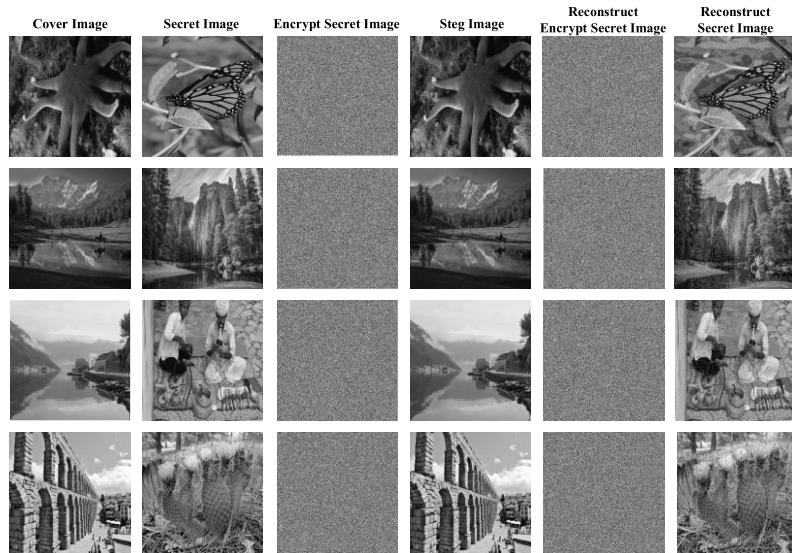 Cover Image
Secret Image
Encrypt Secret Image
Steg Image
Reconstruct
Encrypt Secret Image
Reconstruct
Secret Image